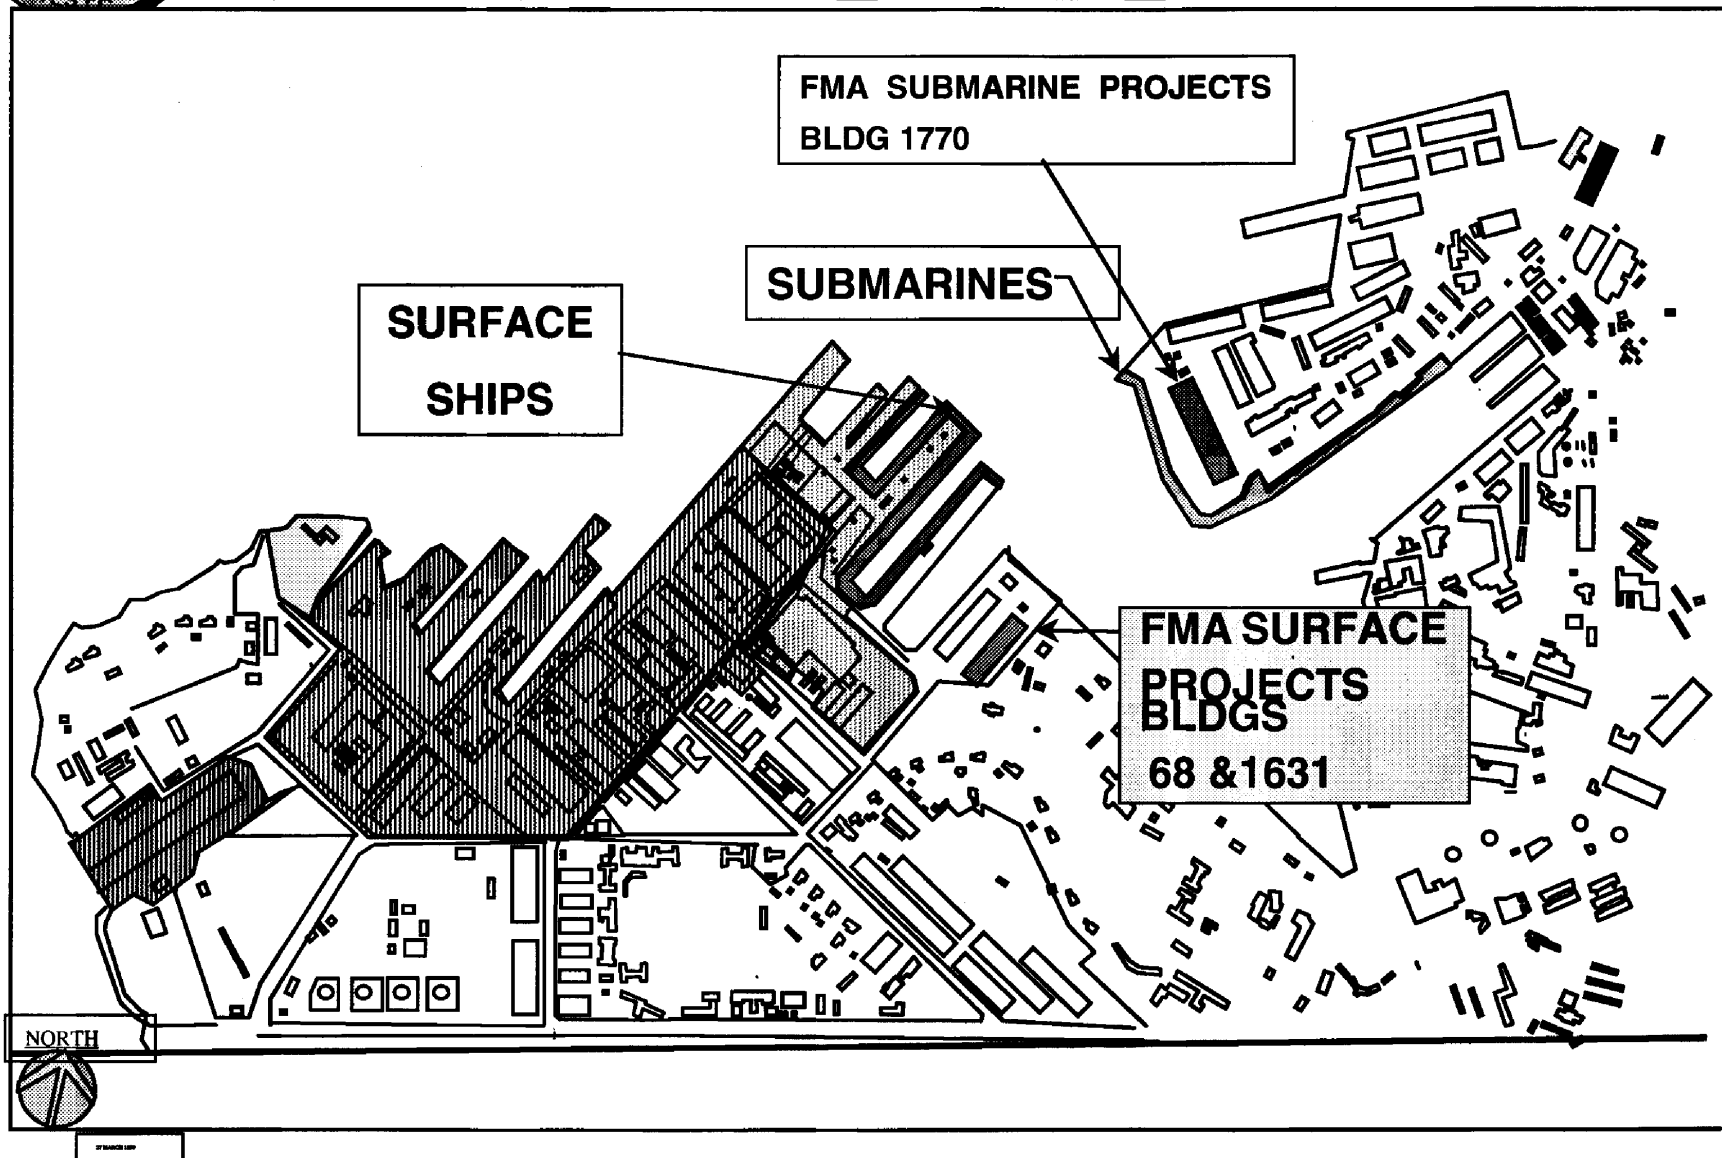 FMA SUBMARINE PROJECTS
BLDG 1770
SUBMARINES
SURFACE
SHIPS
FMA SURFACE
PROJECTS
BLDGS
68 &1631
NORTH